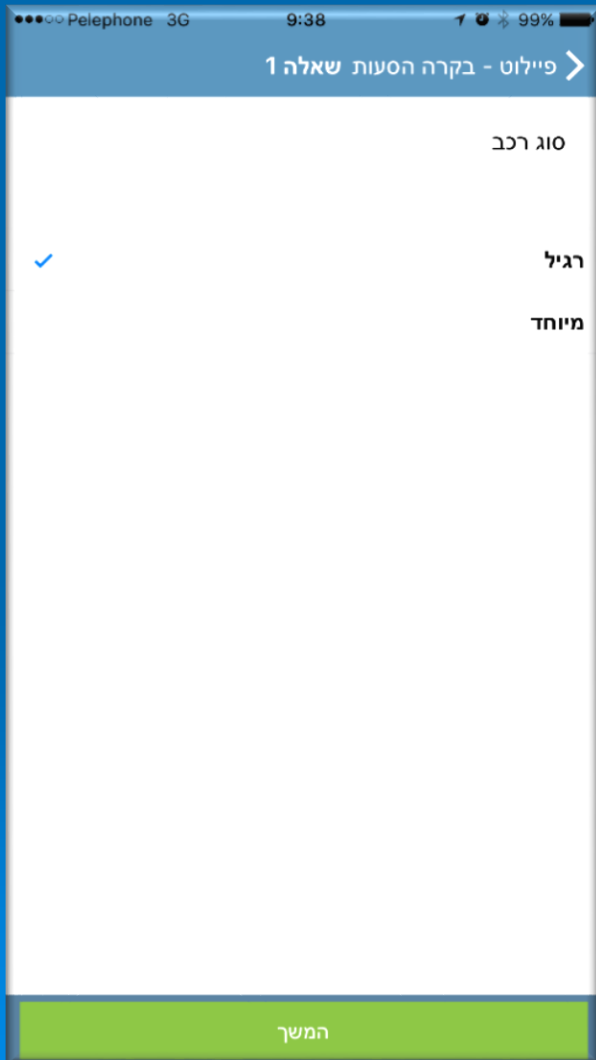 Pelephone 3G 9:38 99%
פיילוט - בקרה הסעות שאלה 1
סוג רכב
רגיל
מיוחד
המשך